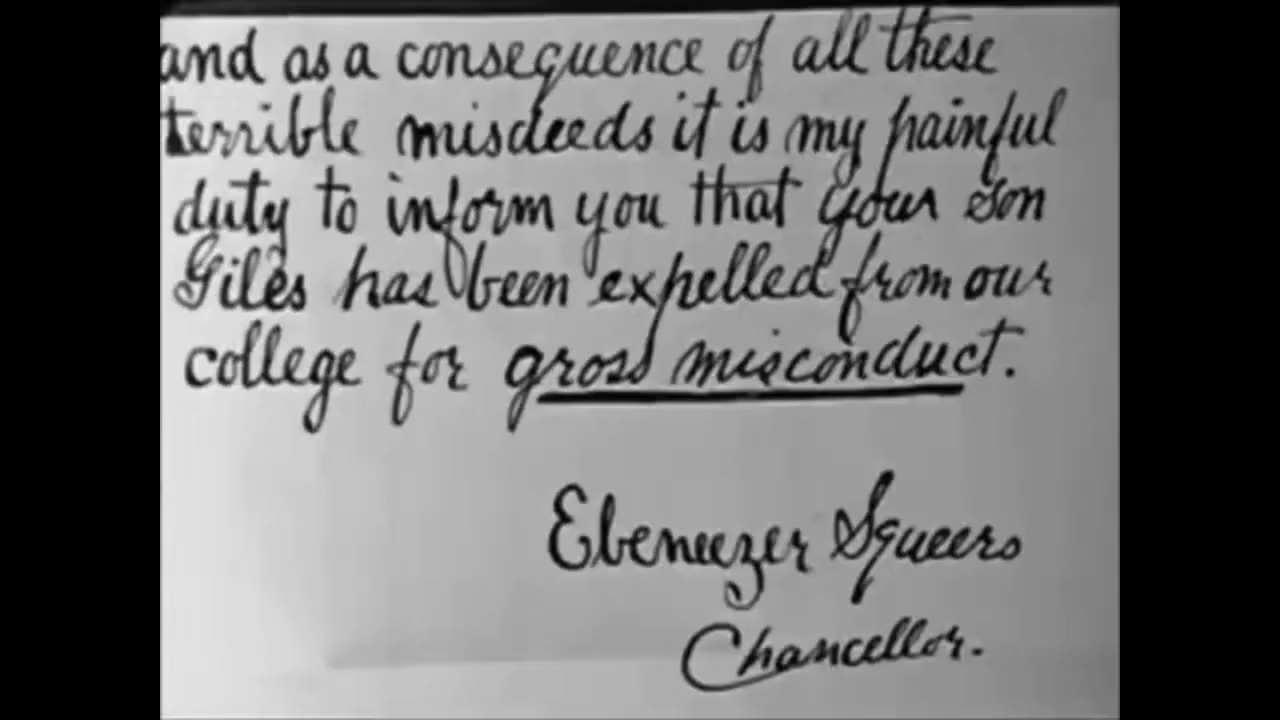 and as a consequence of all these
terrible misdeeds it is my painful
duty to inform you that your son
Giles has been expelled from our
college for gross misconduct.
Ebeneezer Squeers
Chancellor.